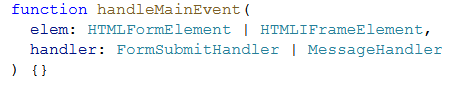 function handleMainEvent(
  elem: HTMLFormElement | HTMLIFrameElement,
  handler: FormSubmitHandler | MessageHandler
) {}